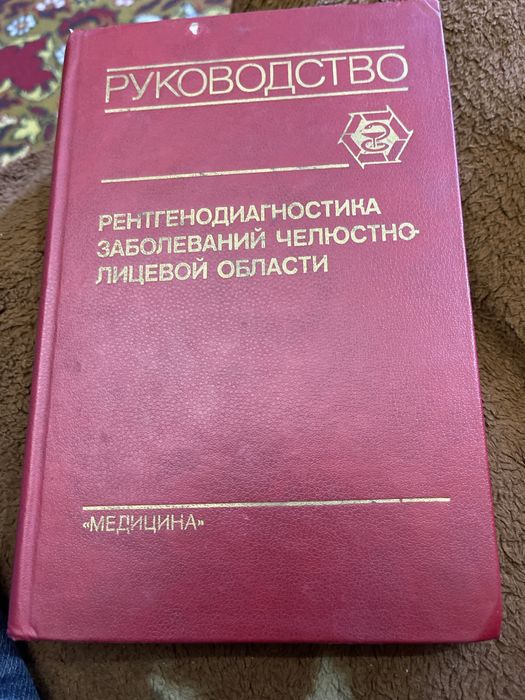 РУКОВОДСТВО
РЕНТГЕНОДИАГНОСТИКА
ЗАБОЛЕВАНИЙ ЧЕЛЮСТНО-
ЛИЦЕВОЙ ОБЛАСТИ
«МЕДИЦИНА»